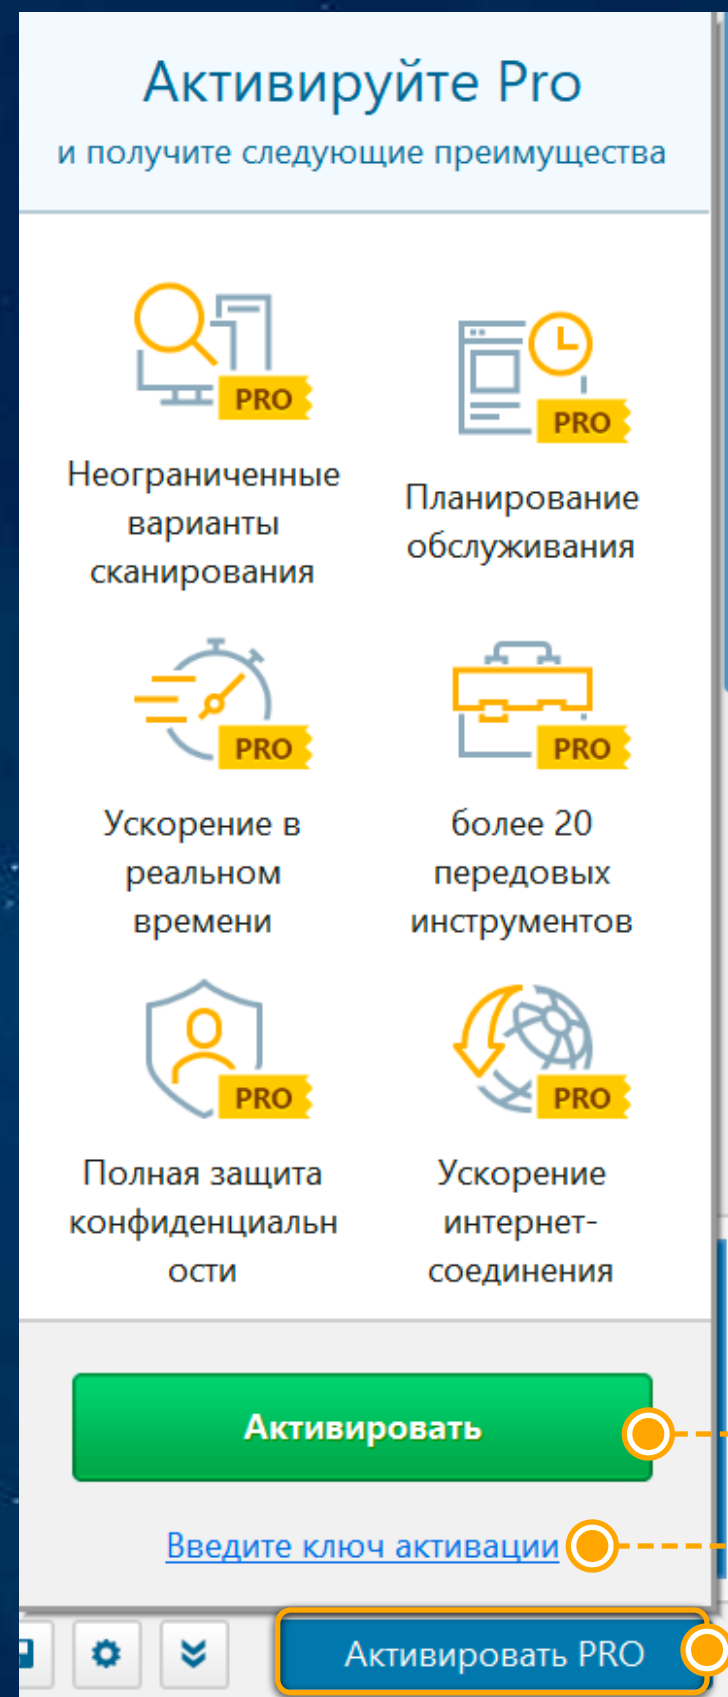 Активируйте Pro
и получите следующие преимущества
PRO
Неограниченные
варианты
сканирования
PRO
Планирование
обслуживания
PRO
Ускорение в
реальном
времени
PRO
более 20
передовых
инструментов
PRO
Полная защита
конфиденциальн
ости
PRO
Ускорение
интернет-
соединения
Активировать
Введите ключ активации
Активировать PRO